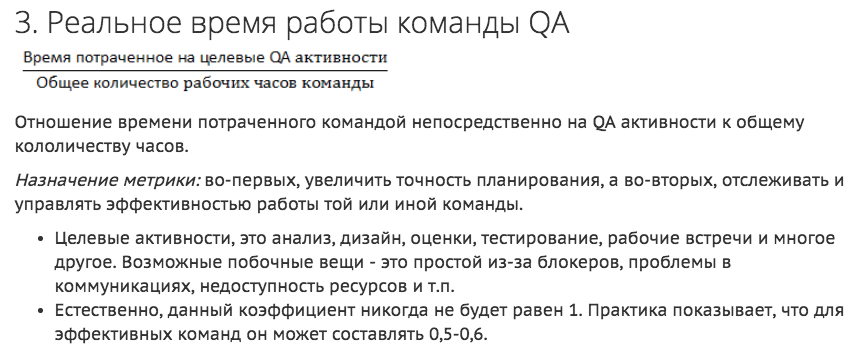 3. Реальное время работы команды QA
Время потраченное на целевые QA активности
Общее количество рабочих часов команды
Отношение времени потраченного командой непосредственно на QA активности к общему
кололичеству часов.
Назначение метрики: во-первых, увеличить точность планирования, а во-вторых, отслеживать и
управлять эффективностью работы той или иной команды.
• Целевые активности, это анализ, дизайн, оценки, тестирование, рабочие встречи и многое
другое. Возможные побочные вещи - это простой из-за блокеров, проблемы в
коммуникациях, недоступность ресурсов и т.п.
• Естественно, данный коэффициент никогда не будет равен 1. Практика показывает, что для
эффективных команд он может составлять 0,5-0,6.